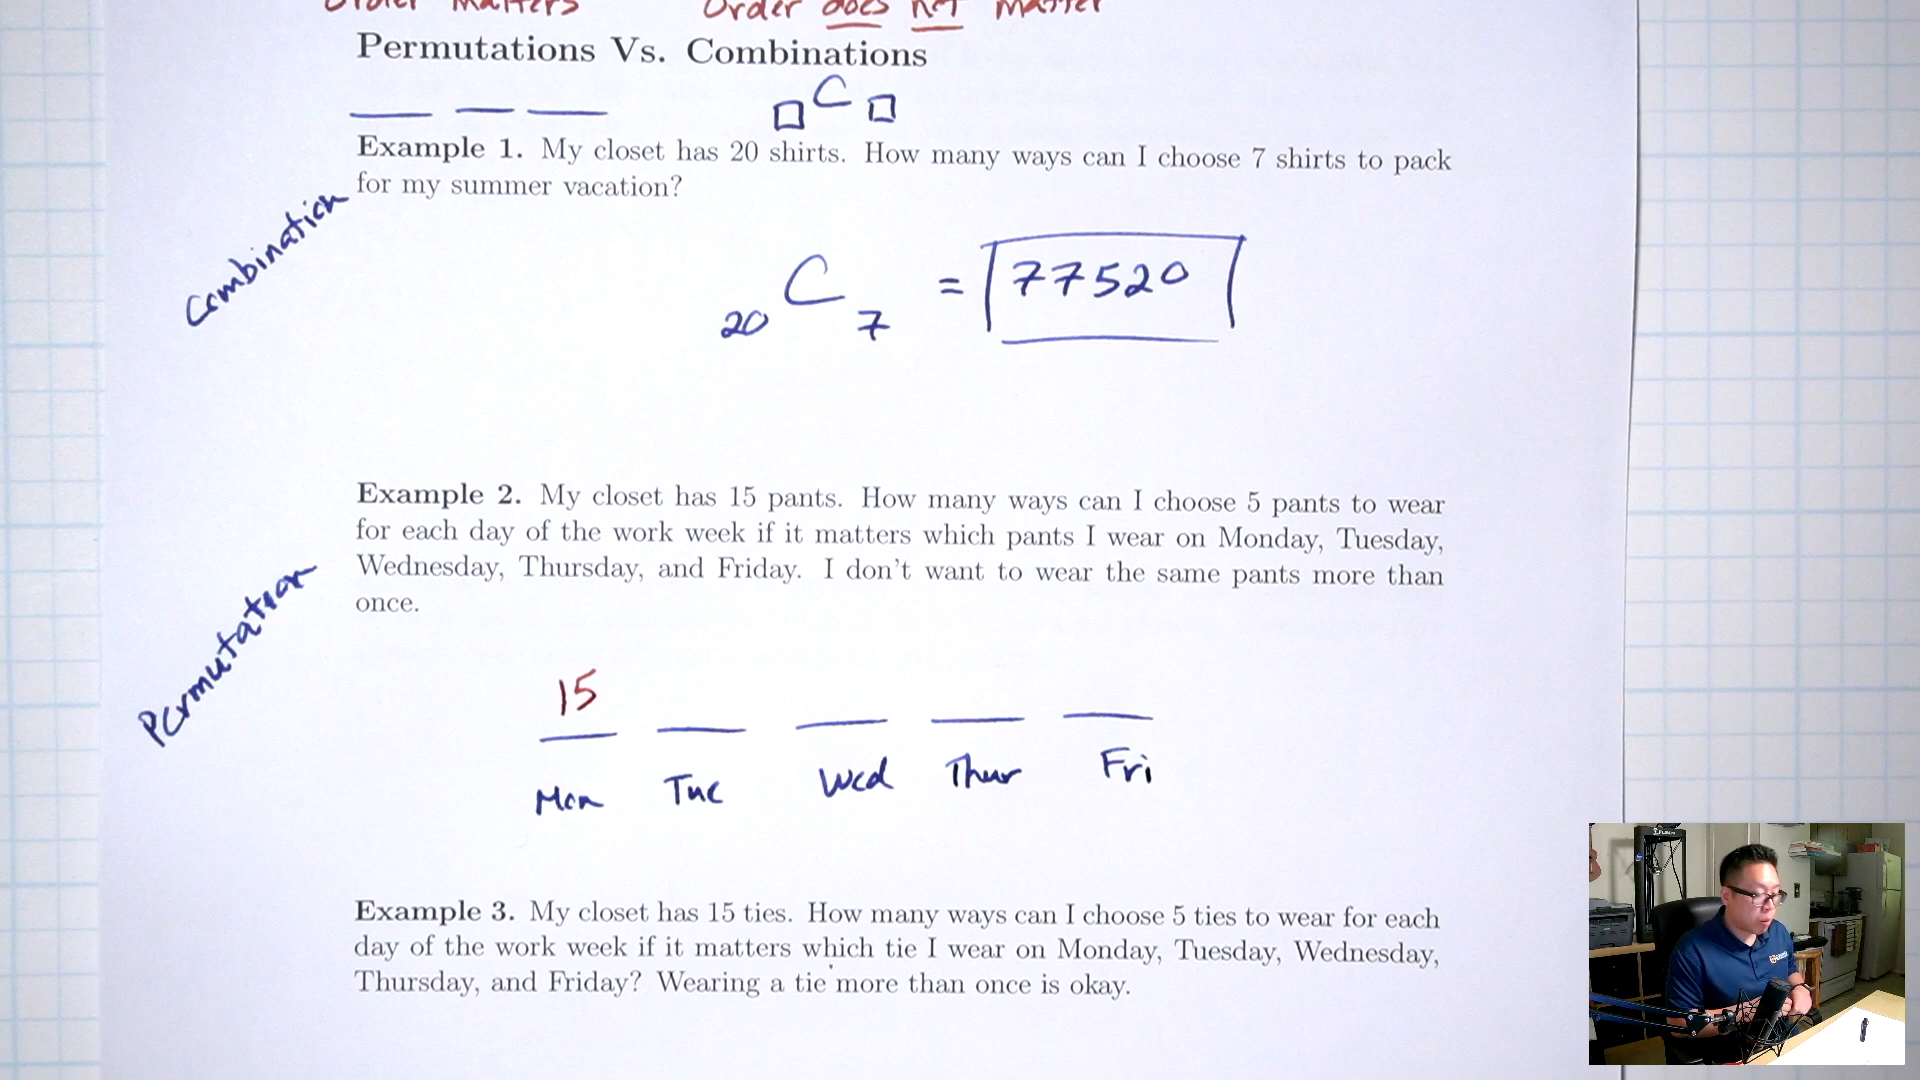 Order Matters Order does not matter
Permutations Vs. Combinations
□ C □
Example 1. My closet has 20 shirts. How many ways can I choose 7 shirts to pack
for my summer vacation?
Combination
20 C 7 = 77520
Example 2. My closet has 15 pants. How many ways can I choose 5 pants to wear
for each day of the work week if it matters which pants I wear on Monday, Tuesday,
Wednesday, Thursday, and Friday. I don't want to wear the same pants more than
once.
Permutation
15
Mon Tue Wed Thur Fri
Example 3. My closet has 15 ties. How many ways can I choose 5 ties to wear for each
day of the work week if it matters which tie I wear on Monday, Tuesday, Wednesday,
Thursday, and Friday? Wearing a tie more than once is okay.